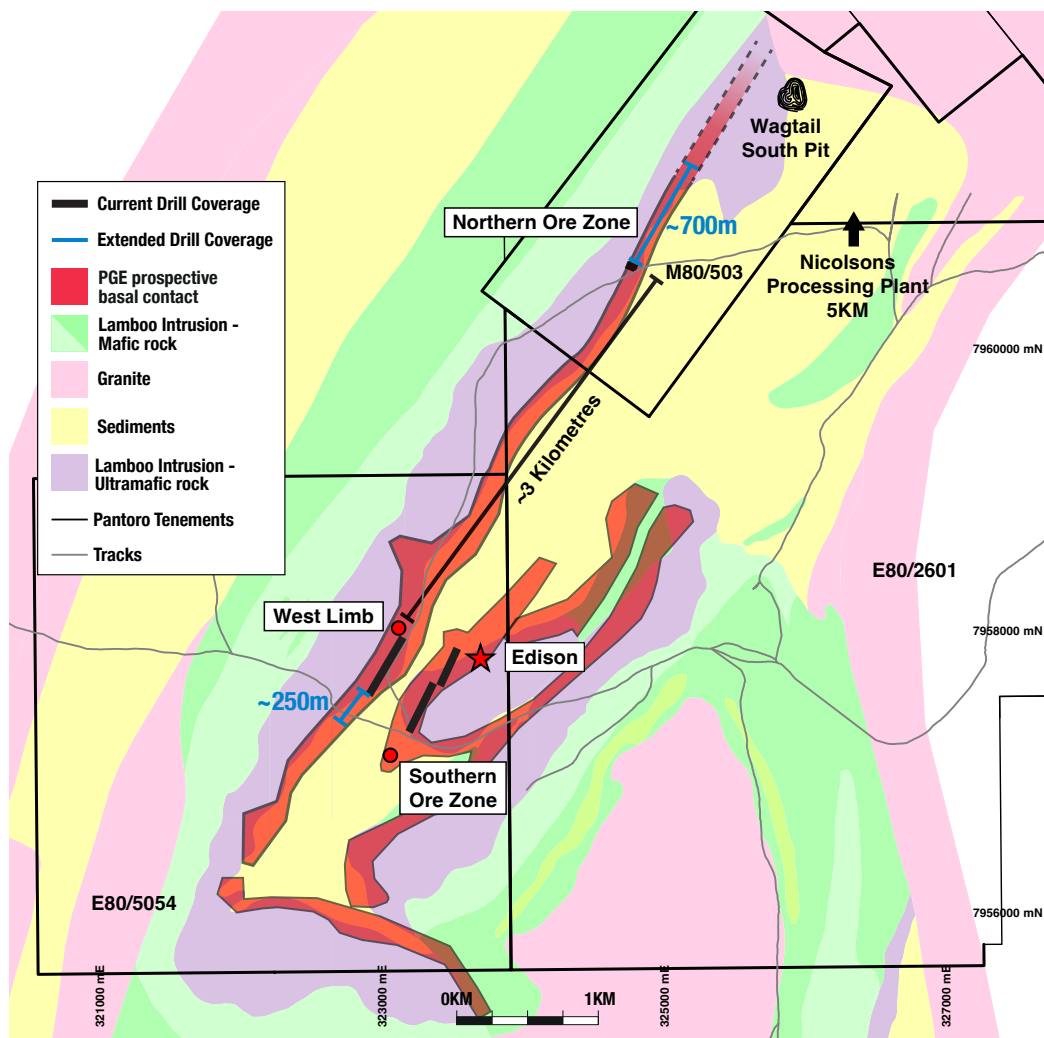 Wagtail
South Pit
Current Drill Coverage
Extended Drill Coverage
PGE prospective
basal contact
Lamboo Intrusion -
Mafic rock
Granite
Sediments
Lamboo Intrusion -
Ultramafic rock
Pantoro Tenements
Tracks
Northern Ore Zone
~700m
M80/503
Nicolsons
Processing Plant
5KM
7960000 mN
~3 Kilometres
E80/2601
West Limb
7958000 mN
Edison
~250m
Southern
Ore Zone
E80/5054
7956000 mN
321000 mE
323000 mE
0KM
1KM
325000 mE
327000 mE